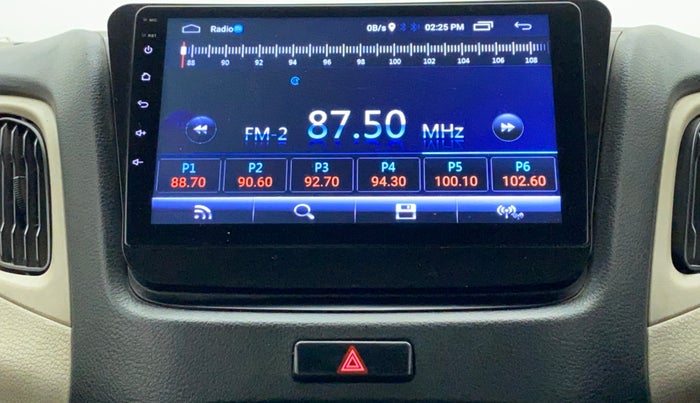 MIC
Radio 0B/s 02:25 PM
RST
88 90 92 94 96 98 100 102 104 106 108
FM-2 87.50 MHz
P1 P2 P3 P4 P5 P6
88.70 90.60 92.70 94.30 100.10 102.60